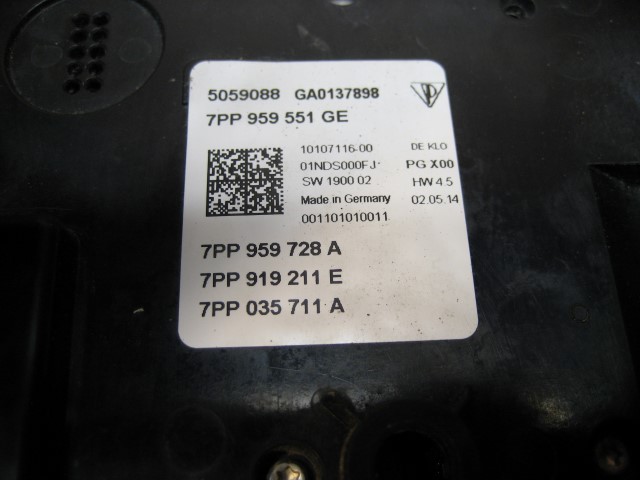 5059088 GA0137898
7PP 959 551 GE
10107116-00 DE KLO
01NDS000FJ PG X00
SW 1900 02 HW 4.5
Made in Germany 02.05.14
001101010011
7PP 959 728 A
7PP 919 211 E
7PP 035 711 A